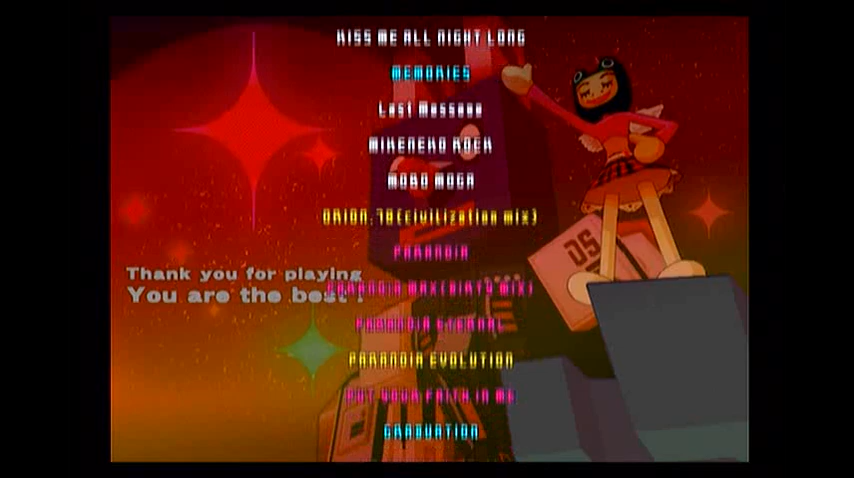 KISS ME ALL NIGHT LONG
MEMORIES
Last Message
MIKENEKO ROCK
MOBO MOGA
ORION.78(civilization mix)
PARANOIA
PARANOIA MAX(DIRTY MIX)
PARANOIA ETERNAL
PARANOIA EVOLUTION
PUT YOUR FAITH IN ME
GRADUATION
Thank you for playing
You are the best !
DS